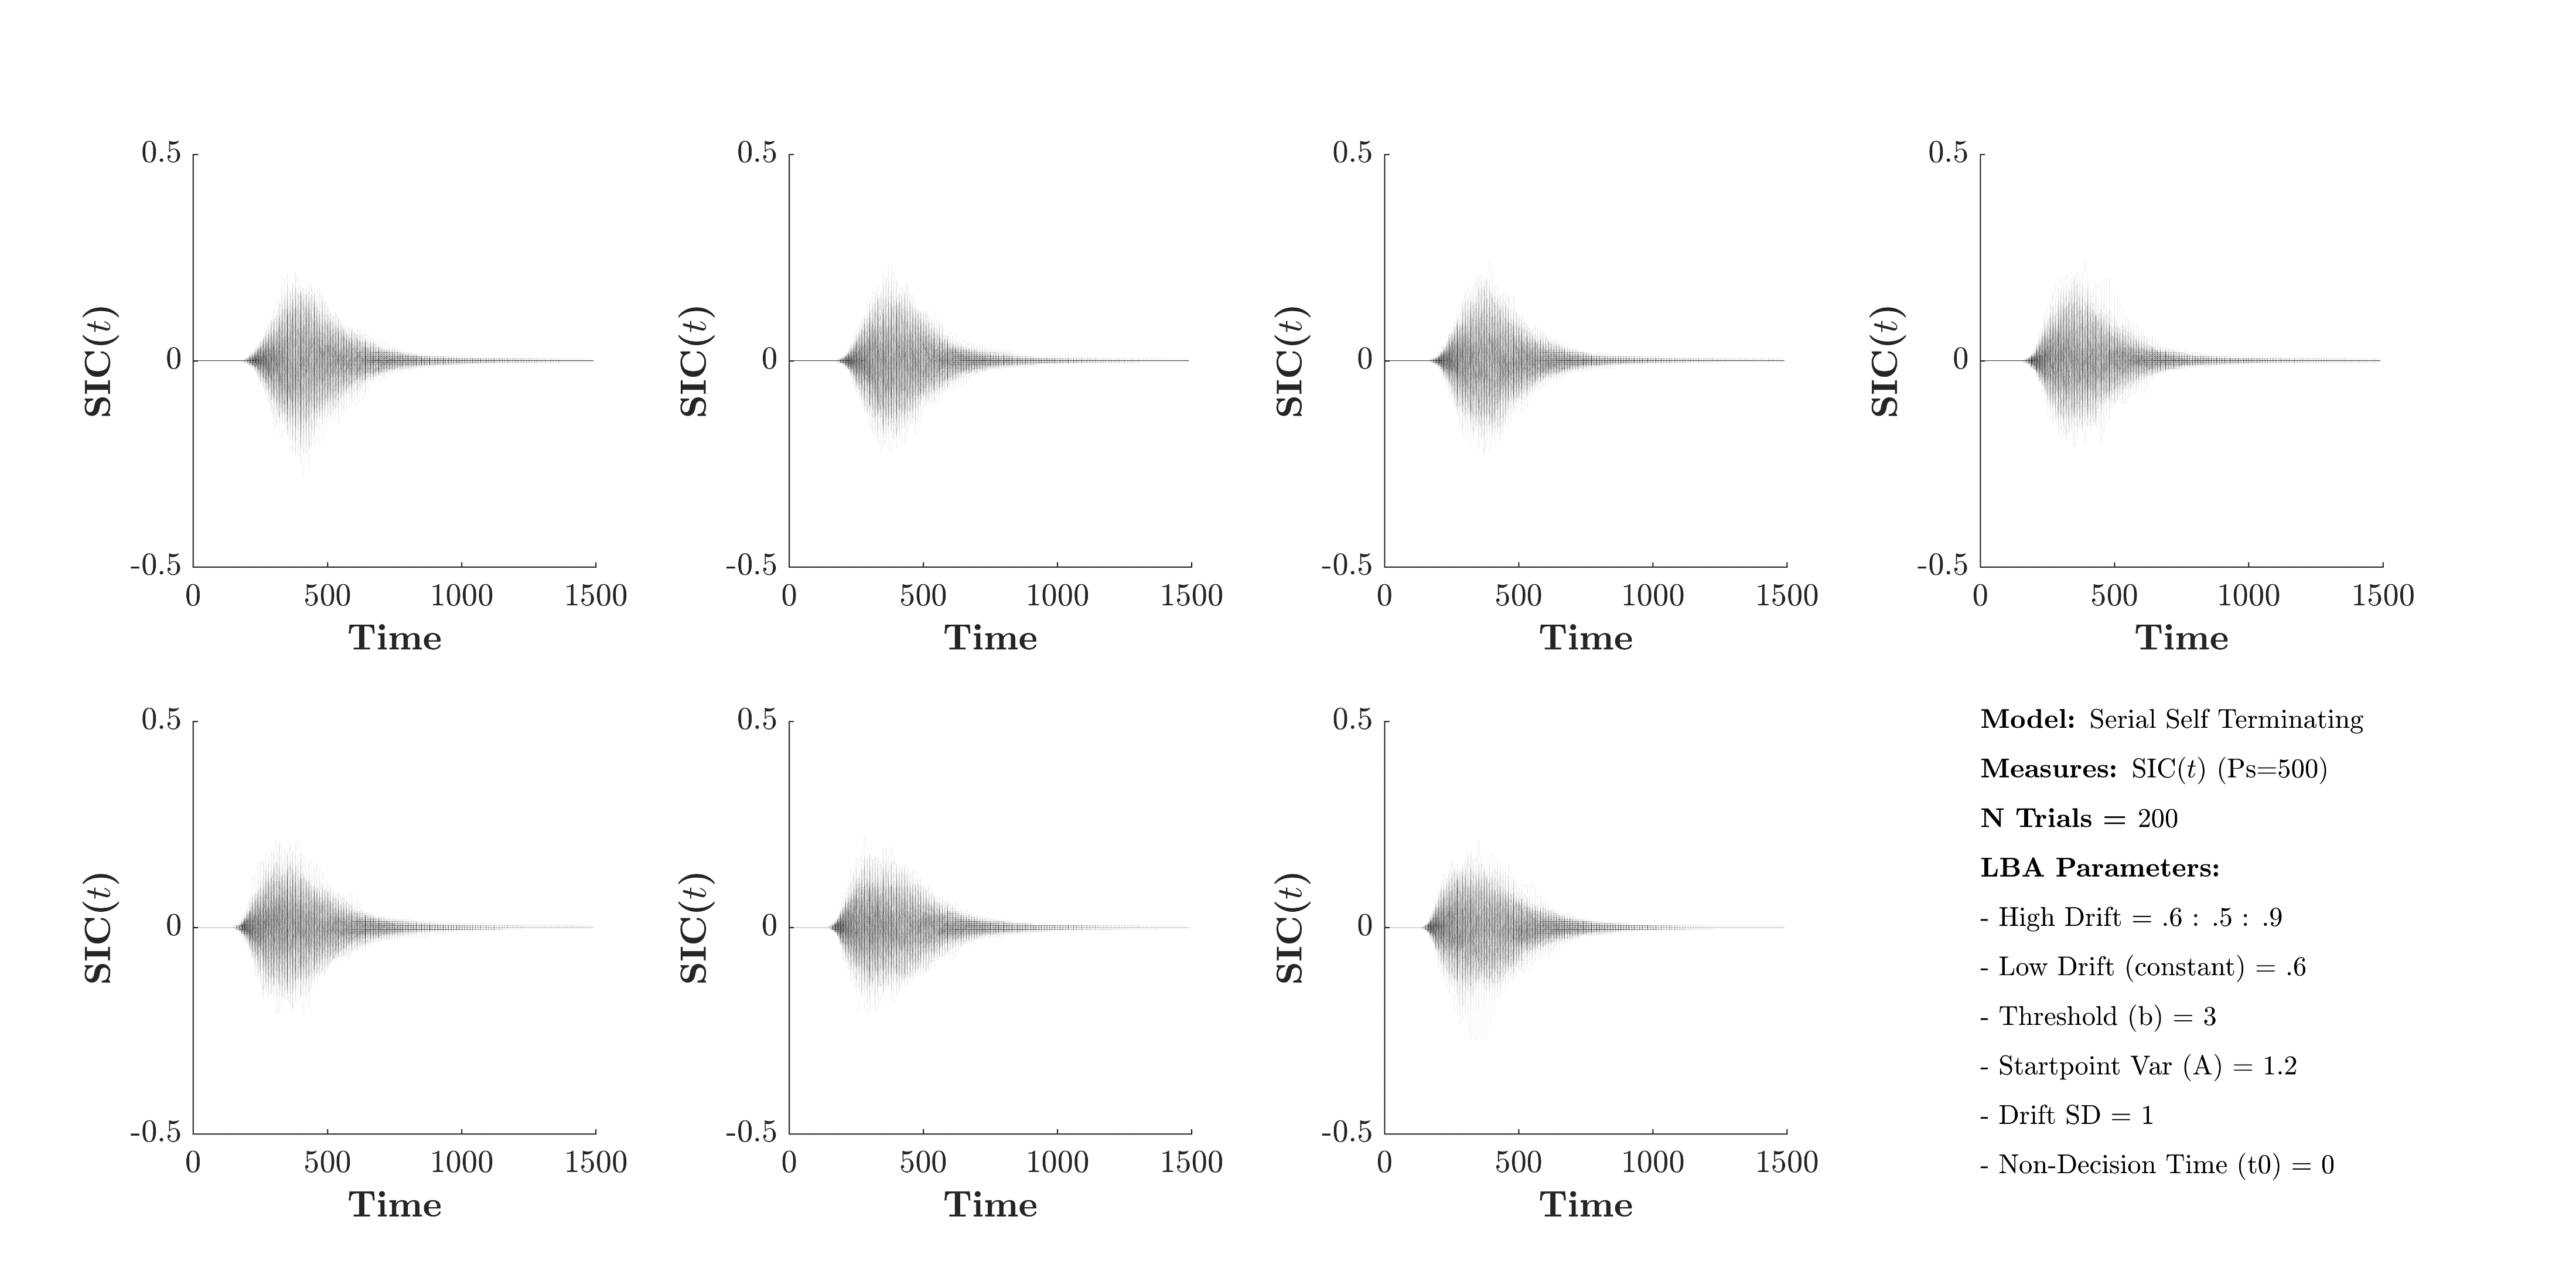 0.5
0
-0.5
SIC(t)
0 500 1000 1500
Time
0.5
0
-0.5
SIC(t)
0 500 1000 1500
Time
0.5
0
-0.5
SIC(t)
0 500 1000 1500
Time
0.5
0
-0.5
SIC(t)
0 500 1000 1500
Time
0.5
0
-0.5
SIC(t)
0 500 1000 1500
Time
0.5
0
-0.5
SIC(t)
0 500 1000 1500
Time
0.5
0
-0.5
SIC(t)
0 500 1000 1500
Time
Model: Serial Self Terminating
Measures: SIC(t) (Ps=500)
N Trials = 200
LBA Parameters:
- High Drift = .6 : .5 : .9
- Low Drift (constant) = .6
- Threshold (b) = 3
- Startpoint Var (A) = 1.2
- Drift SD = 1
- Non-Decision Time (t0) = 0